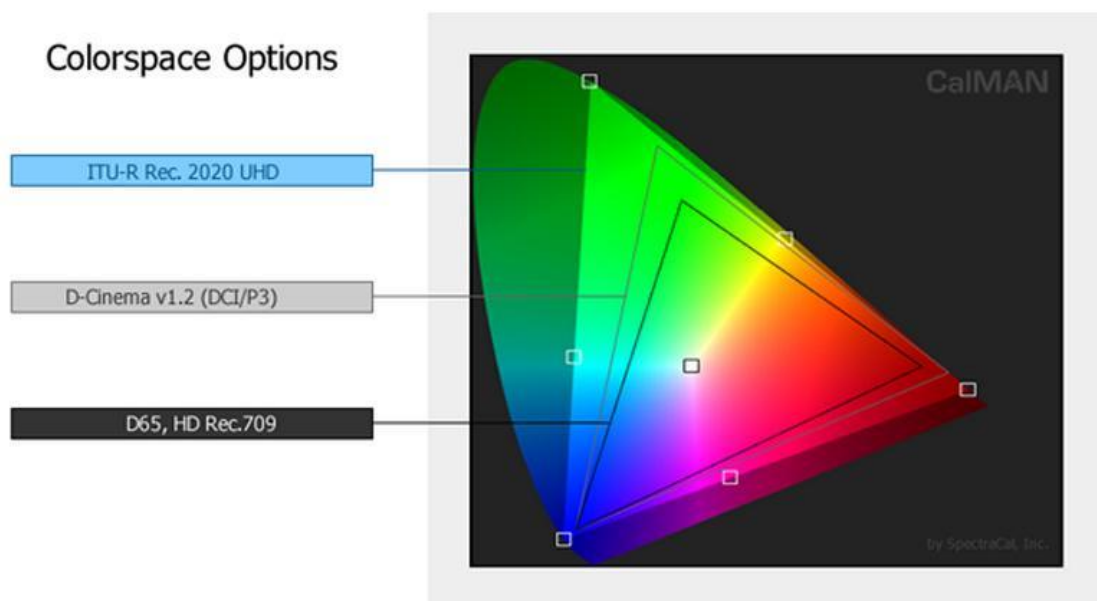 Colorspace Options
CalMAN
ITU-R Rec. 2020 UHD
D-Cinema v1.2 (DCI/P3)
D65, HD Rec.709
by SpectraCal, Inc.